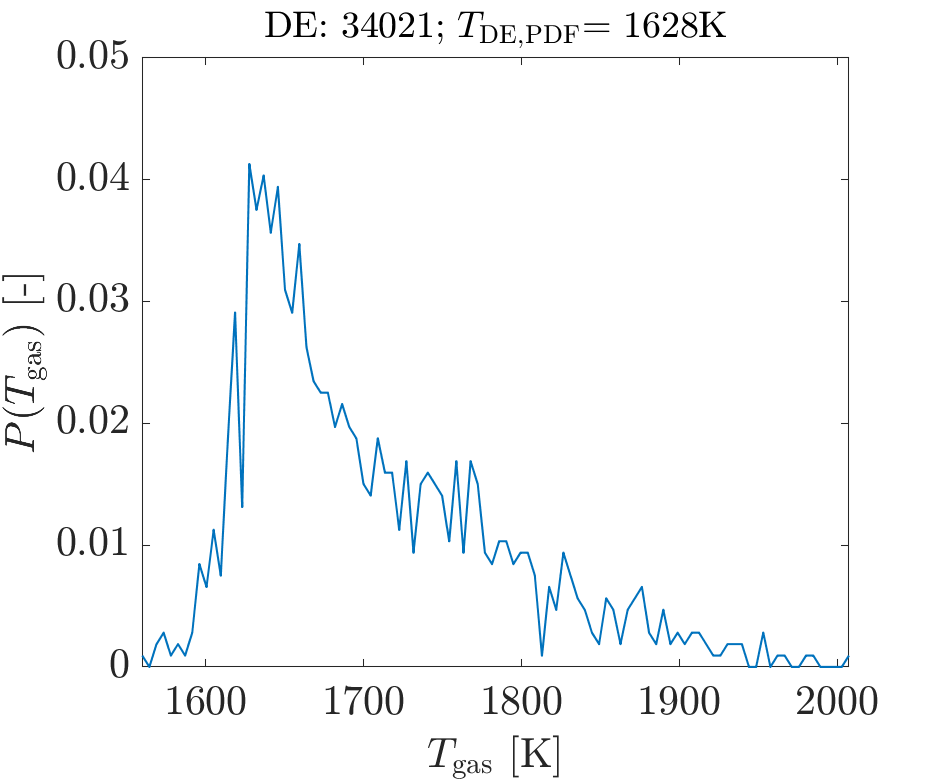 DE: 34021; T_DE,PDF= 1628K
0.05
0.04
0.03
0.02
0.01
0
P(T_gas) [-]
1600 1700 1800 1900 2000
T_gas [K]